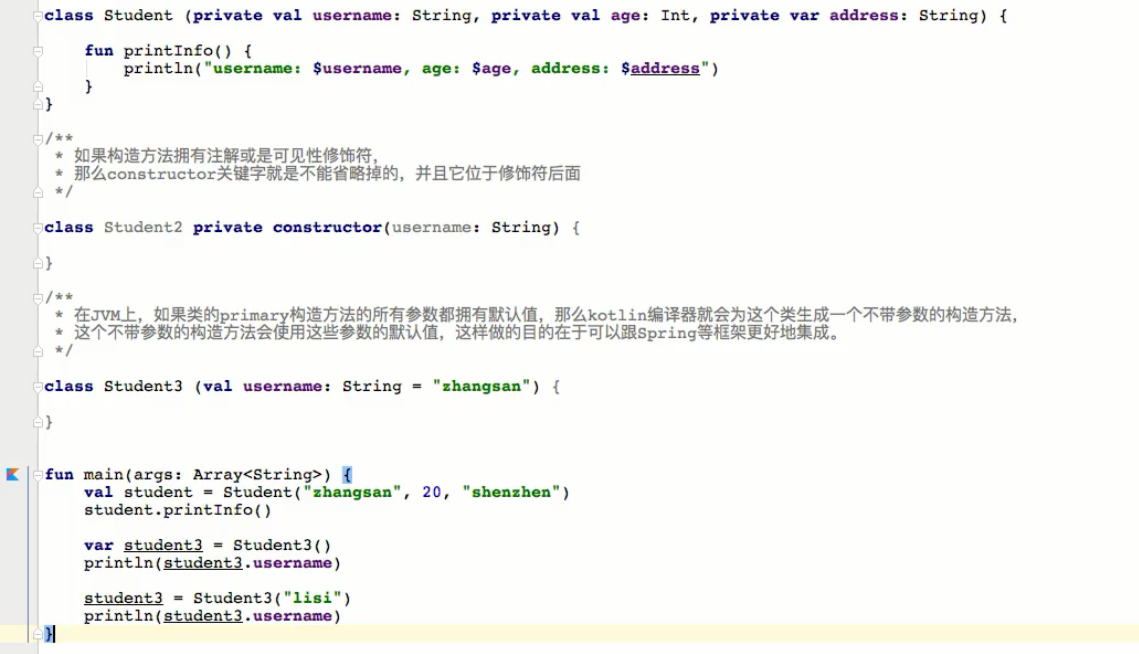 class Student (private val username: String, private val age: Int, private var address: String) {
    fun printInfo() {
        println("username: $username, age: $age, address: $address")
    }
}
/**
 * 如果构造方法拥有注解或是可见性修饰符，
 * 那么constructor关键字就是不能省略掉的，并且它位于修饰符后面
 */
class Student2 private constructor(username: String) {
}
/**
 * 在JVM上，如果类的primary构造方法的所有参数都拥有默认值，那么kotlin编译器就会为这个类生成一个不带参数的构造方法，
 * 这个不带参数的构造方法会使用这些参数的默认值，这样做的目的在于可以跟Spring等框架更好地集成。
 */
class Student3 (val username: String = "zhangsan") {
}
fun main(args: Array<String>) {
    val student = Student("zhangsan", 20, "shenzhen")
    student.printInfo()
    var student3 = Student3()
    println(student3.username)
    student3 = Student3("lisi")
    println(student3.username)
}